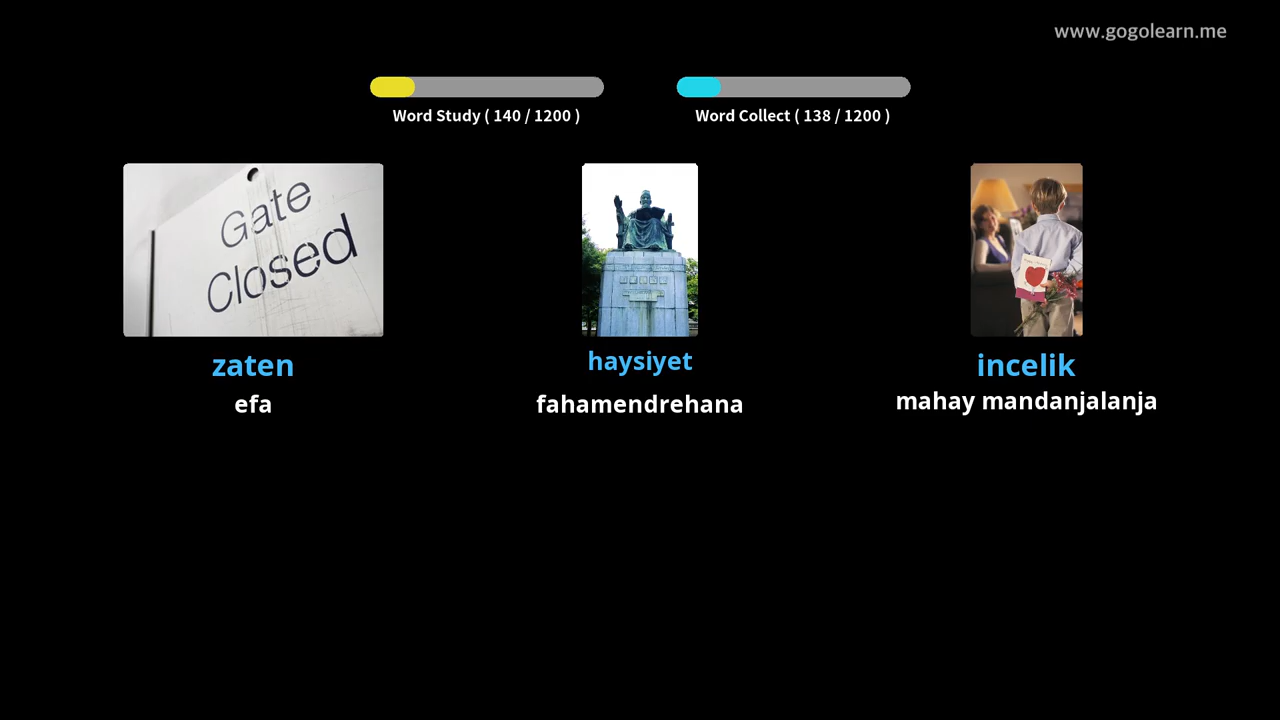 www.gogolearn.me
Word Study ( 140 / 1200 )
Word Collect ( 138 / 1200 )
Gate
Closed
zaten
haysiyet
incelik
efa
fahamendrehana
mahay mandanjalanja